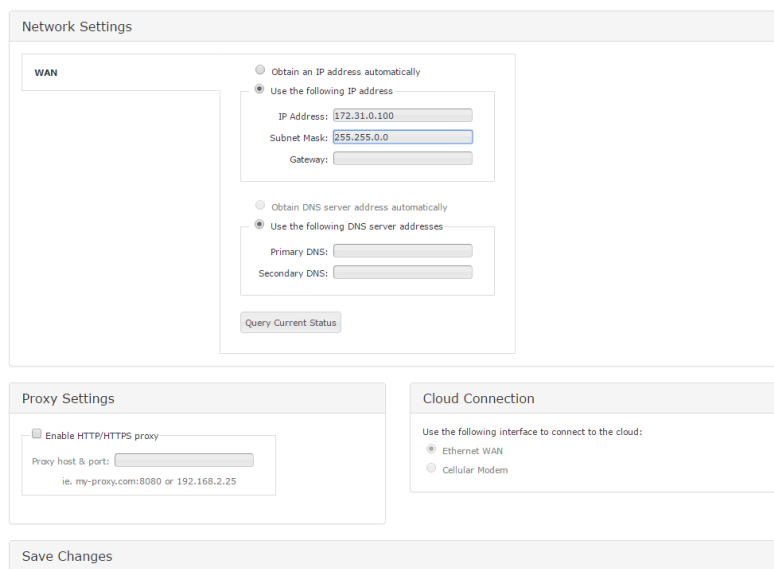 Network Settings
WAN
Obtain an IP address automatically
Use the following IP address
IP Address: 172.31.0.100
Subnet Mask: 255.255.0.0
Gateway:
Obtain DNS server address automatically
Use the following DNS server addresses
Primary DNS:
Secondary DNS:
Query Current Status
Proxy Settings
Enable HTTP/HTTPS proxy
Proxy host & port:
ie. my-proxy.com:8080 or 192.168.2.25
Cloud Connection
Use the following interface to connect to the cloud:
Ethernet WAN
Cellular Modem
Save Changes